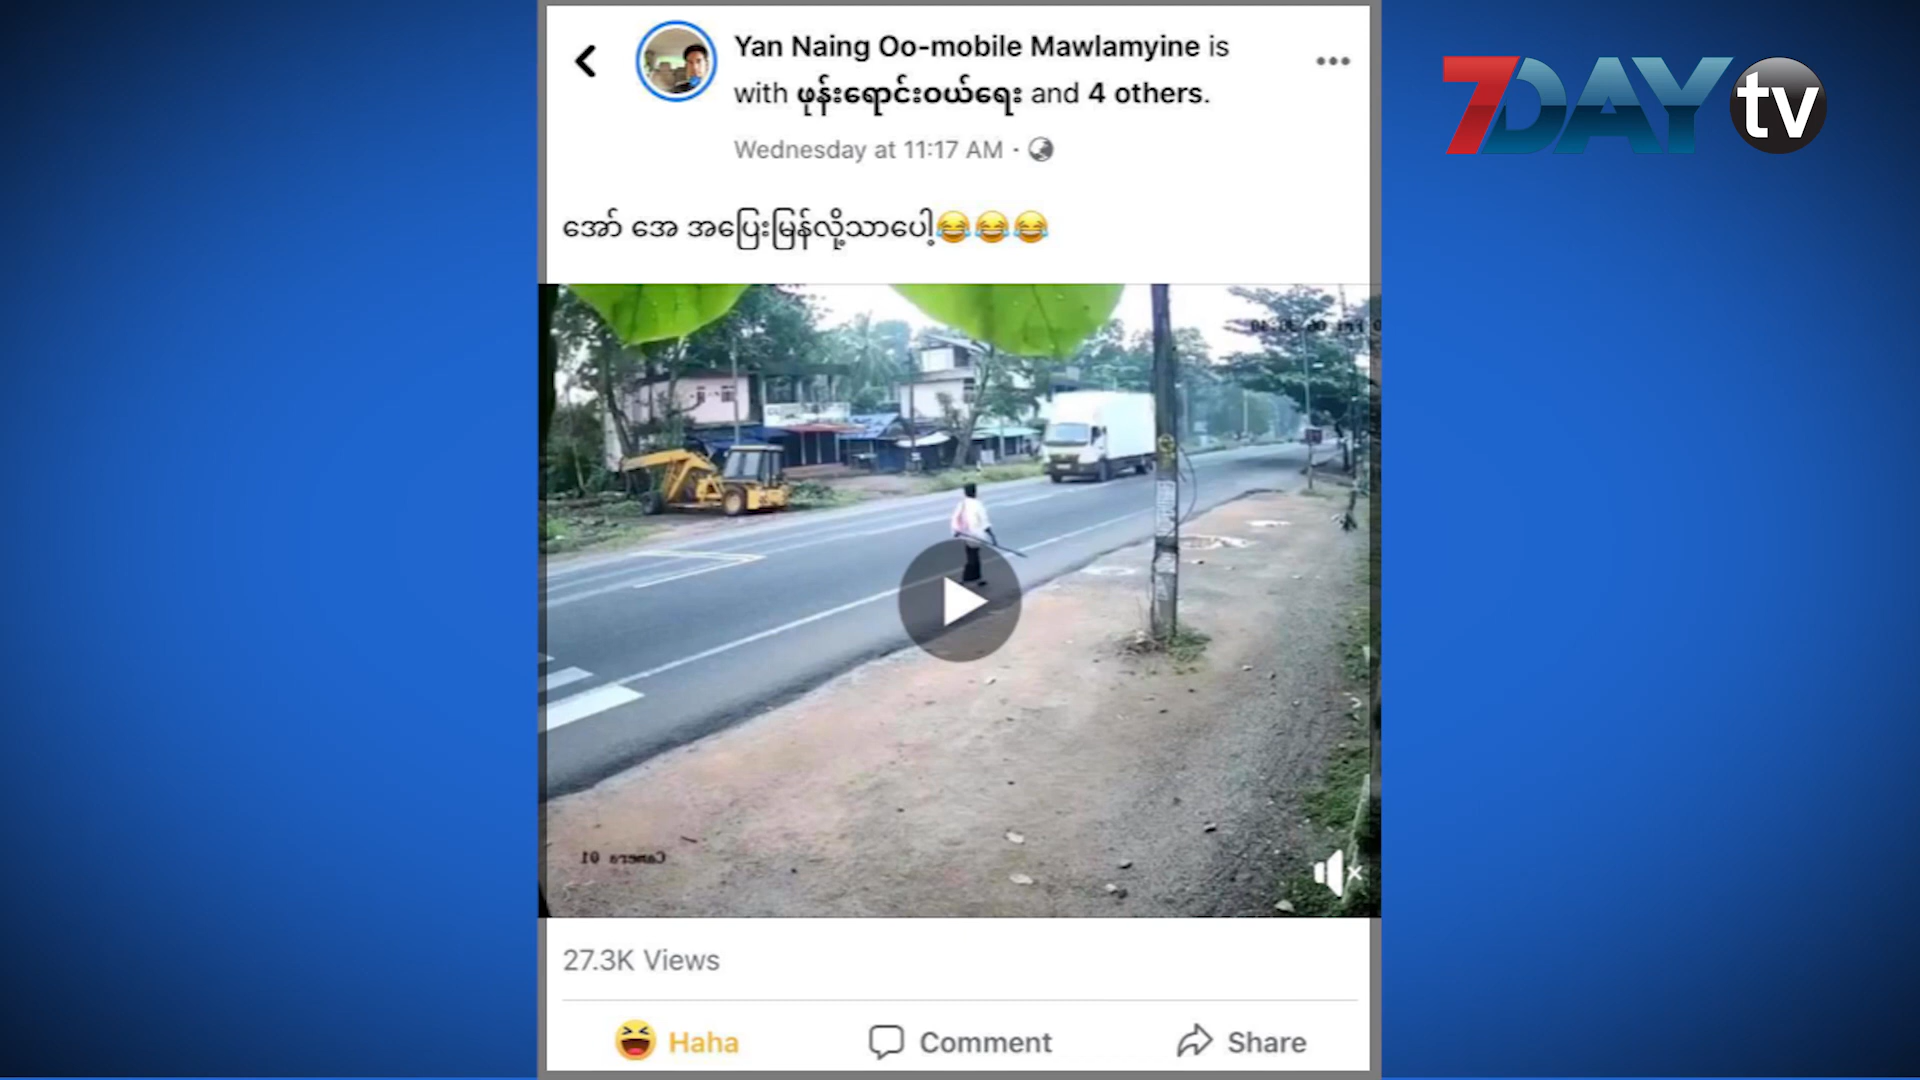 Yan Naing Oo-mobile Mawlamyine is
with ဖုန်းရောင်းဝယ်ရေး and 4 others.
Wednesday at 11:17 AM ·
7DAY tv
အော် အေ အပြေးမြန်လို့သာပေါ့😂😂😂
Camera 01
27.3K Views
Haha
Comment
Share